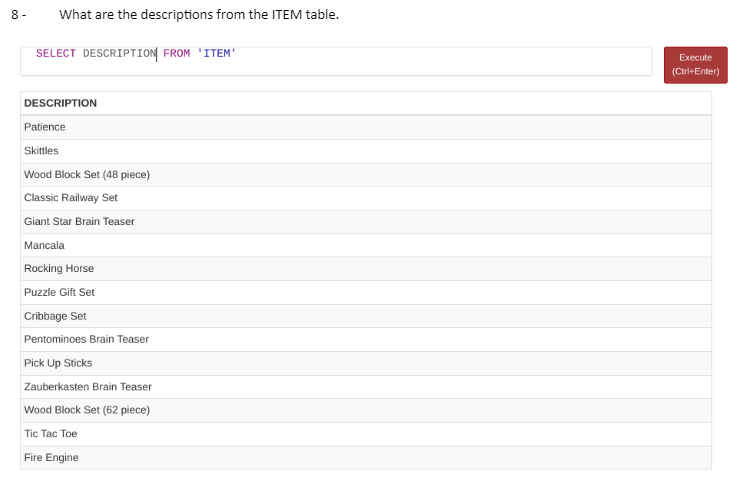 8 - What are the descriptions from the ITEM table.
SELECT DESCRIPTION FROM 'ITEM'
Execute
(Ctrl+Enter)
DESCRIPTION
Patience
Skittles
Wood Block Set (48 piece)
Classic Railway Set
Giant Star Brain Teaser
Mancala
Rocking Horse
Puzzle Gift Set
Cribbage Set
Pentominoes Brain Teaser
Pick Up Sticks
Zauberkasten Brain Teaser
Wood Block Set (62 piece)
Tic Tac Toe
Fire Engine